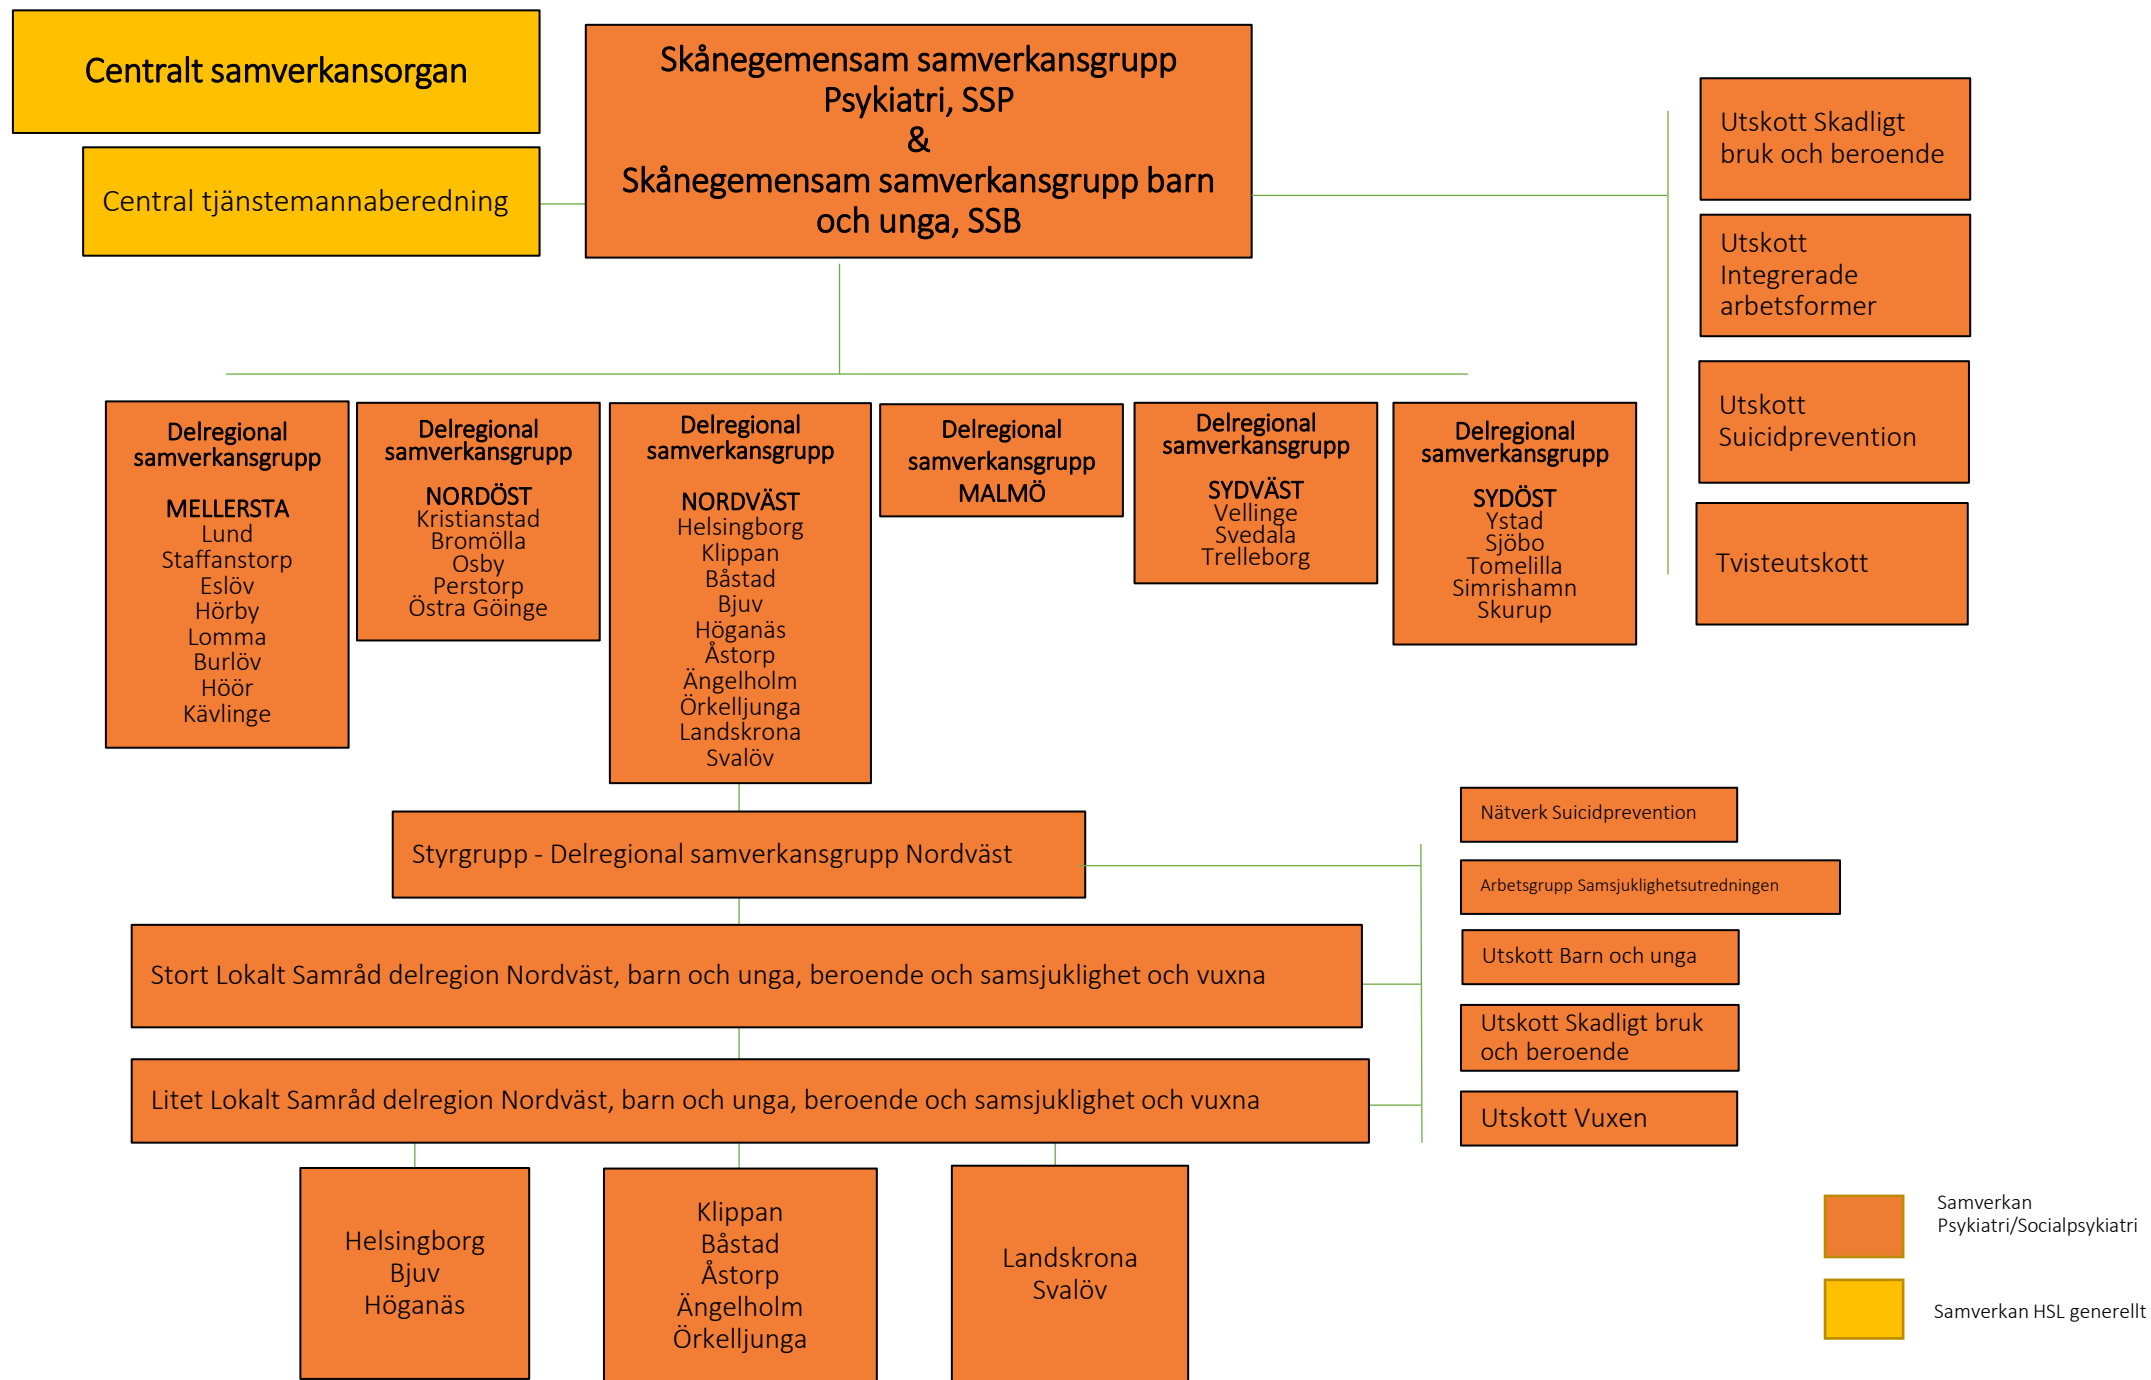 Centralt samverkansorgan
Central tjänstemannaberedning
Skånegemensam samverkansgrupp
Psykiatri, SSP
&
Skånegemensam samverkansgrupp barn
och unga, SSB
Utskott Skadligt
bruk och beroende
Utskott
Integrerade
arbetsformer
Utskott
Suicidprevention
Tvisteutskott
Delregional
samverkansgrupp
MELLERSTA
Lund
Staffanstorp
Eslöv
Hörby
Lomma
Burlöv
Höör
Kävlinge
Delregional
samverkansgrupp
NORDÖST
Kristianstad
Bromölla
Osby
Perstorp
Östra Göinge
Delregional
samverkansgrupp
NORDVÄST
Helsingborg
Klippan
Båstad
Bjuv
Höganäs
Åstorp
Ängelholm
Örkelljunga
Landskrona
Svalöv
Delregional
samverkansgrupp
MALMÖ
Delregional
samverkansgrupp
SYDVÄST
Vellinge
Svedala
Trelleborg
Delregional
samverkansgrupp
SYDÖST
Ystad
Sjöbo
Tomelilla
Simrishamn
Skurup
Styrgrupp - Delregional samverkansgrupp Nordväst
Stort Lokalt Samråd delregion Nordväst, barn och unga, beroende och samsjuklighet och vuxna
Litet Lokalt Samråd delregion Nordväst, barn och unga, beroende och samsjuklighet och vuxna
Nätverk Suicidprevention
Arbetsgrupp Samsjuklighetsutredningen
Utskott Barn och unga
Utskott Skadligt bruk
och beroende
Utskott Vuxen
Helsingborg
Bjuv
Höganäs
Klippan
Båstad
Åstorp
Ängelholm
Örkelljunga
Landskrona
Svalöv
Samverkan
Psykiatri/Socialpsykiatri
Samverkan HSL generellt